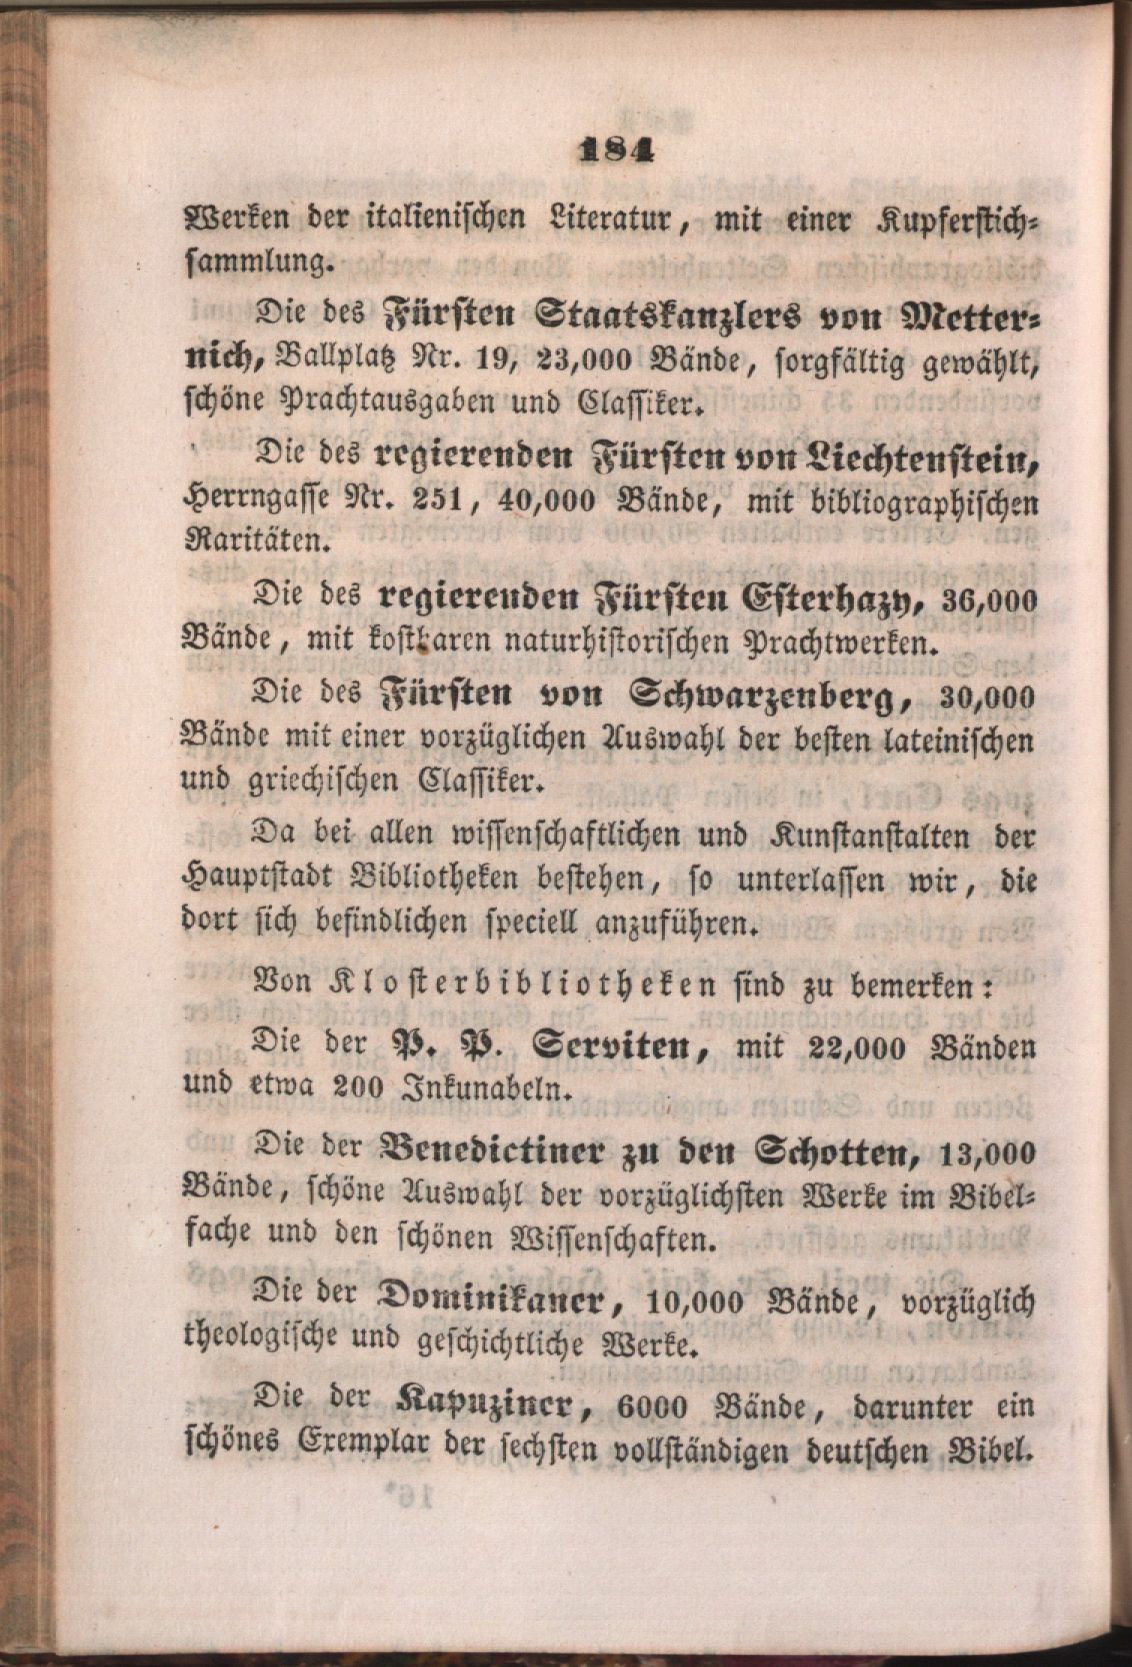 184
Werken der italienischen Literatur, mit einer Kupferstich-
sammlung.
Die des Fürsten Staatskanzlers von Metter-
nich, Ballplatz Nr. 19, 23,000 Bände, sorgfältig gewählt,
schöne Prachtausgaben und Classiker.
Die des regierenden Fürsten von Liechtenstein,
Herrngasse Nr. 251, 40,000 Bände, mit bibliographischen
Raritäten.
Die des regierenden Fürsten Esterhazy, 36,000
Bände, mit kostbaren naturhistorischen Prachtwerken.
Die des Fürsten von Schwarzenberg, 30,000
Bände mit einer vorzüglichen Auswahl der besten lateinischen
und griechischen Classiker.
Da bei allen wissenschaftlichen und Kunstanstalten der
Hauptstadt Bibliotheken bestehen, so unterlassen wir, die
dort sich befindlichen speciell anzuführen.
Von Klosterbibliotheken sind zu bemerken:
Die der P. P. Serviten, mit 22,000 Bänden
und etwa 200 Inkunabeln.
Die der Benedictiner zu den Schotten, 13,000
Bände, schöne Auswahl der vorzüglichsten Werke im Bibel-
fache und den schönen Wissenschaften.
Die der Dominikaner, 10,000 Bände, vorzüglich
theologische und geschichtliche Werke.
Die der Kapuziner, 6000 Bände, darunter ein
schönes Exemplar der sechsten vollständigen deutschen Bibel.